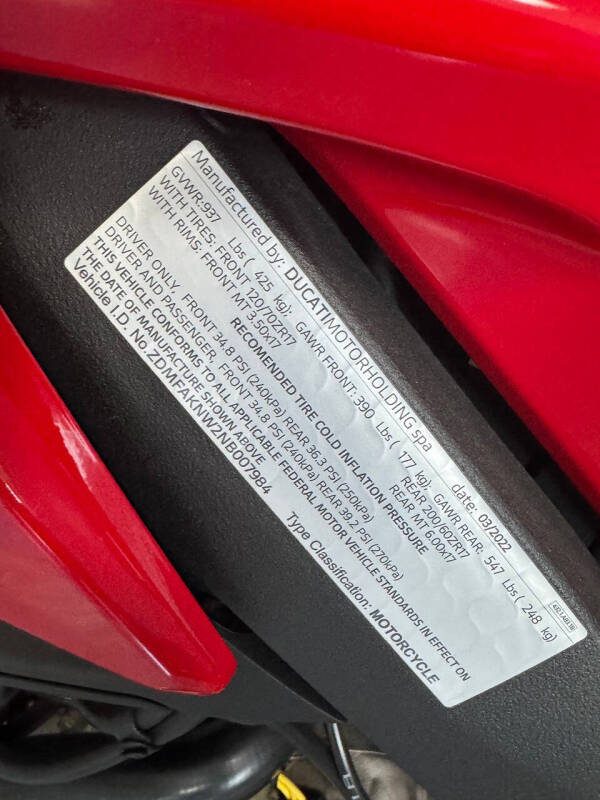 Manufactured by: DUCATIMOTORHOLDING spa date: 03/2022
GVWR:937 Lbs ( 425 kg); GAWR FRONT: 390 Lbs ( 177 kg); GAWR REAR: 547 Lbs ( 248 kg)
WITH TIRES: FRONT 120/70ZR17 REAR 200/60ZR17
WITH RIMS: FRONT MT 3.50x17 REAR MT 6.00x17
RECOMENDED TIRE COLD INFLATION PRESSURE
DRIVER ONLY. FRONT 34.8 PSI (240kPa) REAR 36.3 PSI (250kPa)
DRIVER AND PASSENGER. FRONT 34.8 PSI (240kPa) REAR 39.2 PSI (270kPa)
THIS VEHICLE CONFORMS TO ALL APPLICABLE FEDERAL MOTOR VEHICLE STANDARDS IN EFFECT ON
THE DATE OF MANUFACTURE SHOWN ABOVE
Vehicle I.D: No.ZDMFAKNW2NB007984 Type Classification: MOTORCYCLE